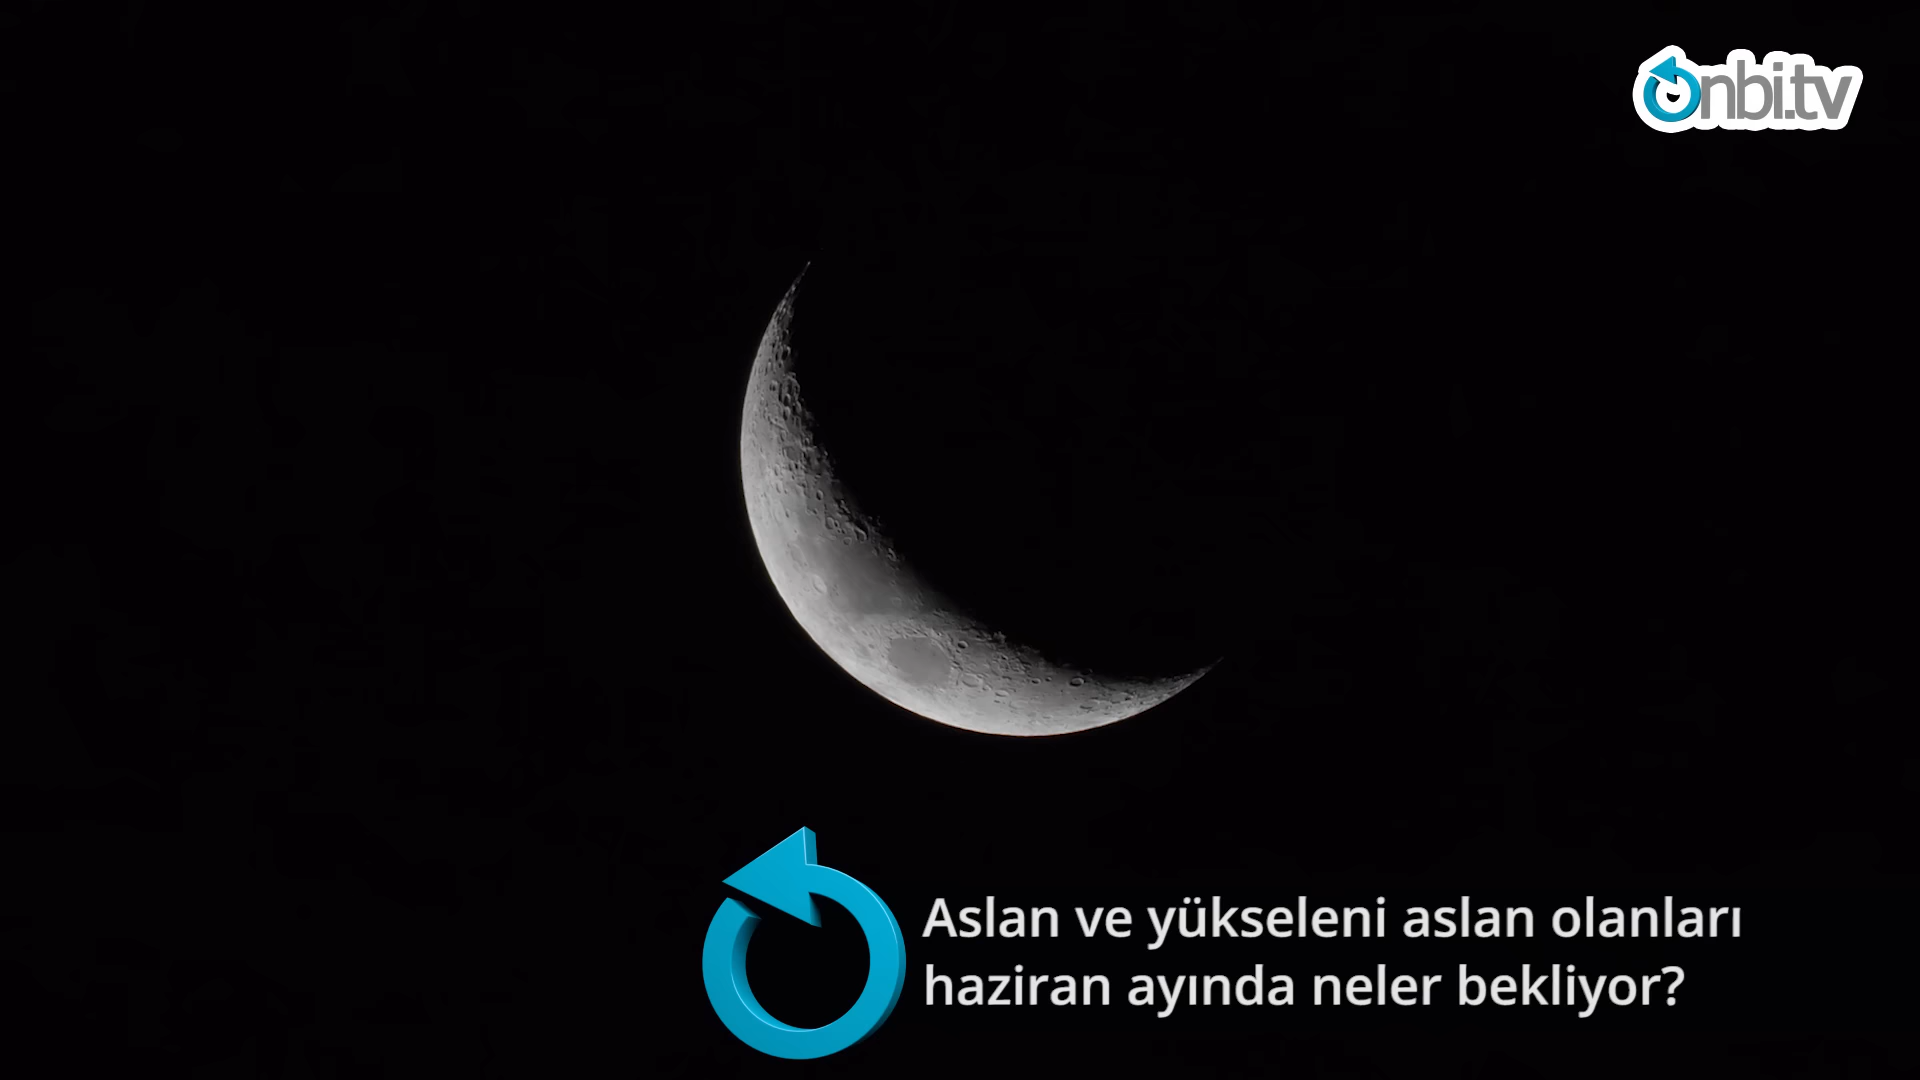 Onbi.tv
Aslan ve yükseleni aslan olanları
haziran ayında neler bekliyor?